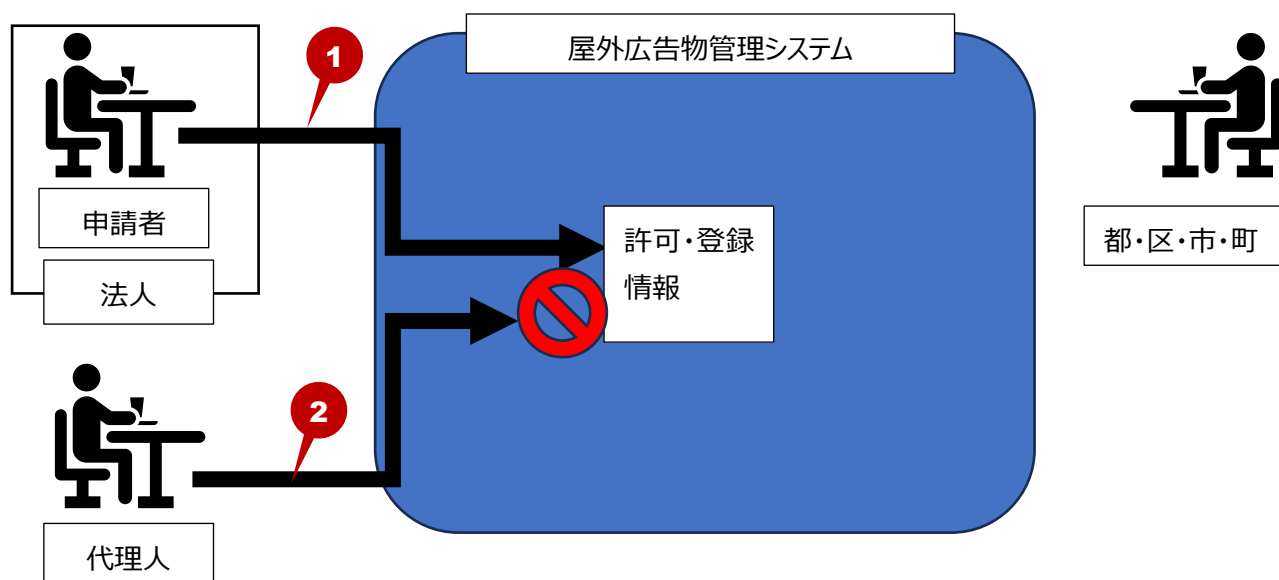 屋外広告物管理システム
1
申請者
法人
許可・登録
情報
都・区・市・町
2
代理人